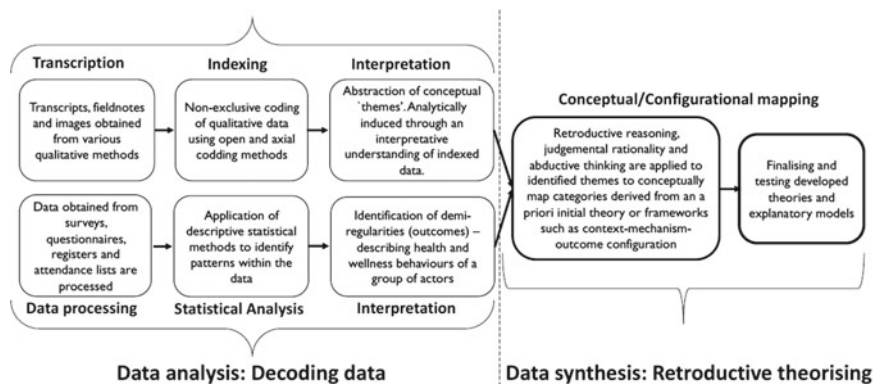 Transcription
Transcripts, fieldnotes
and images obtained
from various
qualitative methods
Indexing
Non-exclusive coding
of qualitative data
using open and axial
codding methods
Interpretation
Abstraction of conceptual
`themes'. Analytically
induced through an
interpretative
understanding of indexed
data.
Data obtained from
surveys,
questionnaires,
registers and
attendance lists are
processed
Data processing
Application of
descriptive statistical
methods to identify
patterns within the
data
Statistical Analysis
Identification of demi-
regularities (outcomes) –
describing health and
wellness behaviours of a
group of actors
Interpretation
Conceptual/Configurational mapping
Retroductive reasoning,
judgemental rationality and
abductive thinking are applied to
identified themes to conceptually
map categories derived from an a
priori initial theory or frameworks
such as context-mechanism-
outcome configuration
Finalising and
testing developed
theories and
explanatory models
Data analysis: Decoding data
Data synthesis: Retroductive theorising